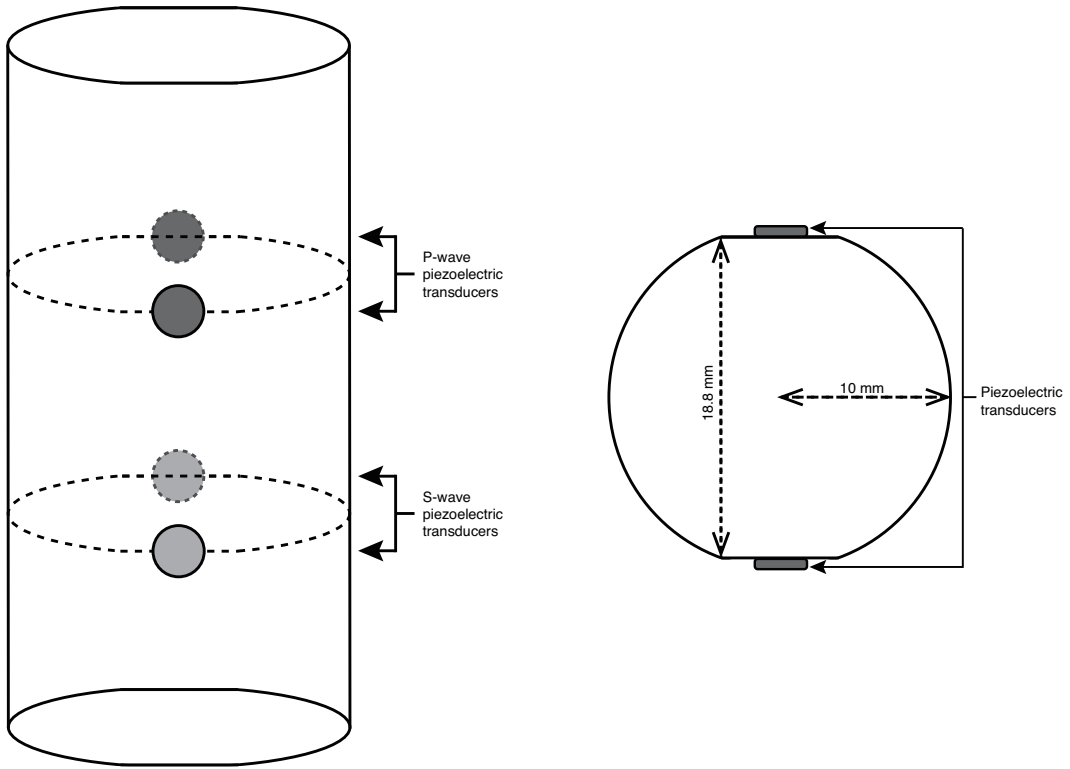 P-wave
piezoelectric
transducers
S-wave
piezoelectric
transducers
18.8 mm
10 mm
Piezoelectric
transducers